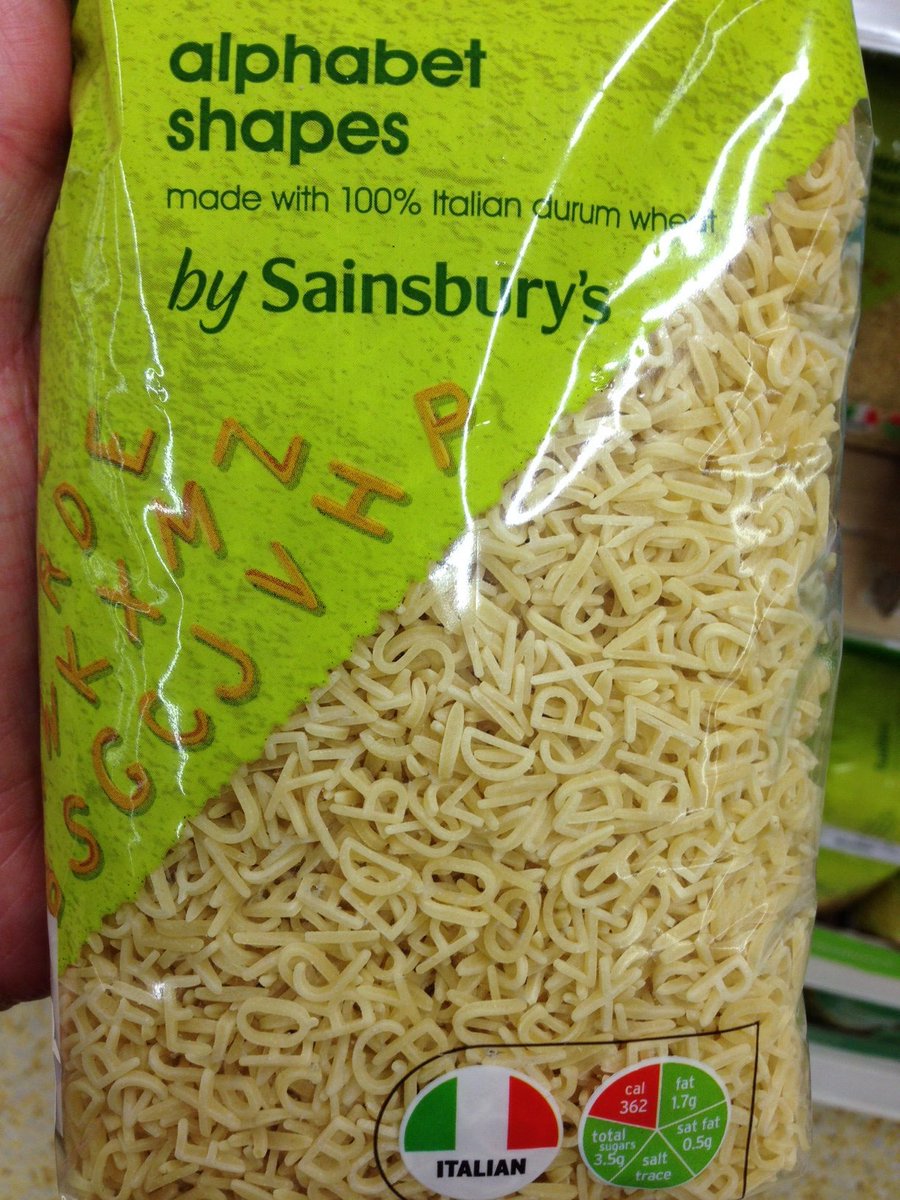 alphabet
shapes
made with 100% Italian durum wheat
by Sainsbury's
P
Z
E
H
M
D
V
X
K
J
C
G
S
ITALIAN
cal
362
fat
1.7g
sat fat
0.5g
salt
trace
total
sugars
3.5g